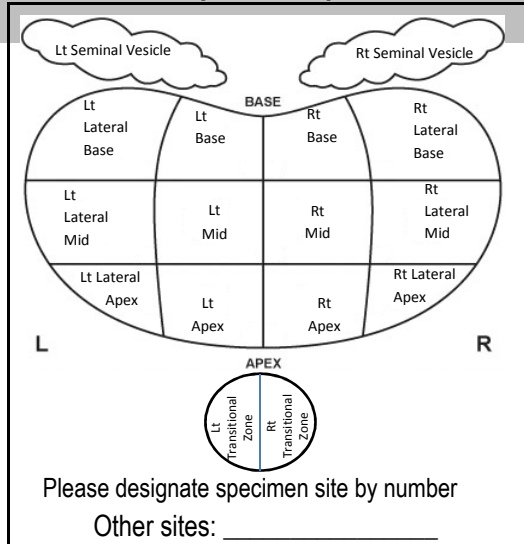 Lt Seminal Vesicle
Rt Seminal Vesicle
BASE
Lt
Lateral
Base
Lt
Base
Rt
Base
Rt
Lateral
Base
Lt
Lateral
Mid
Lt
Mid
Rt
Mid
Rt
Lateral
Mid
Lt Lateral
Apex
Lt
Apex
Rt
Apex
Rt Lateral
Apex
L
R
APEX
Lt
Transitional
Zone
Rt
Transitional
Zone
Please designate specimen site by number
Other sites: _________________